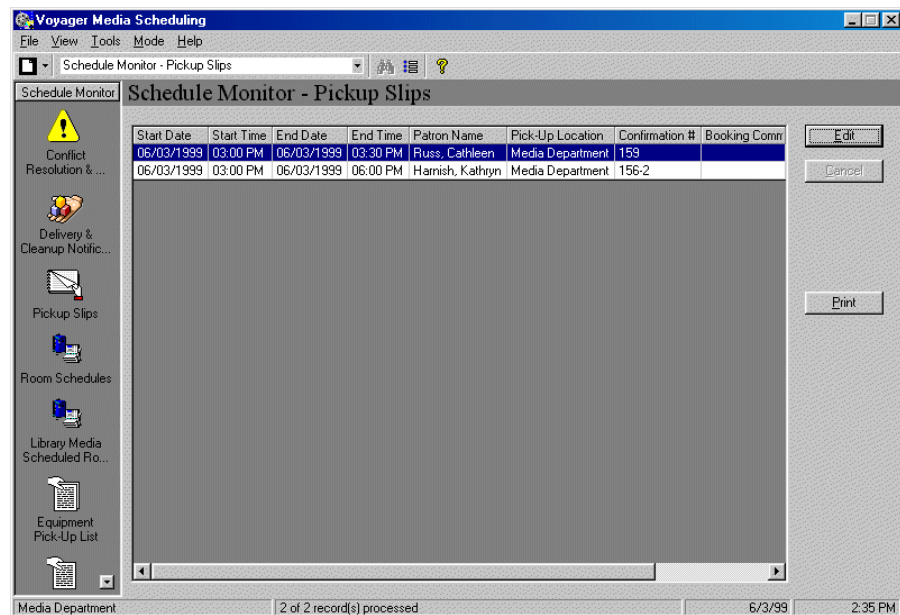 Voyager Media Scheduling
File View Tools Mode Help
Schedule Monitor - Pickup Slips
Schedule Monitor
Schedule Monitor - Pickup Slips
Conflict
Resolution & ...
Delivery &
Cleanup Notific...
Pickup Slips
Room Schedules
Library Media
Scheduled Ro...
Equipment
Pick-Up List
Start Date Start Time End Date End Time Patron Name Pick-Up Location Confirmation # Booking Comm
06/03/1999 03:00 PM 06/03/1999 03:30 PM Russ, Cathleen Media Department 159
06/03/1999 03:00 PM 06/03/1999 06:00 PM Harnish, Kathryn Media Department 156-2
Edit
Cancel
Print
Media Department 2 of 2 record(s) processed 6/3/99 2:35 PM